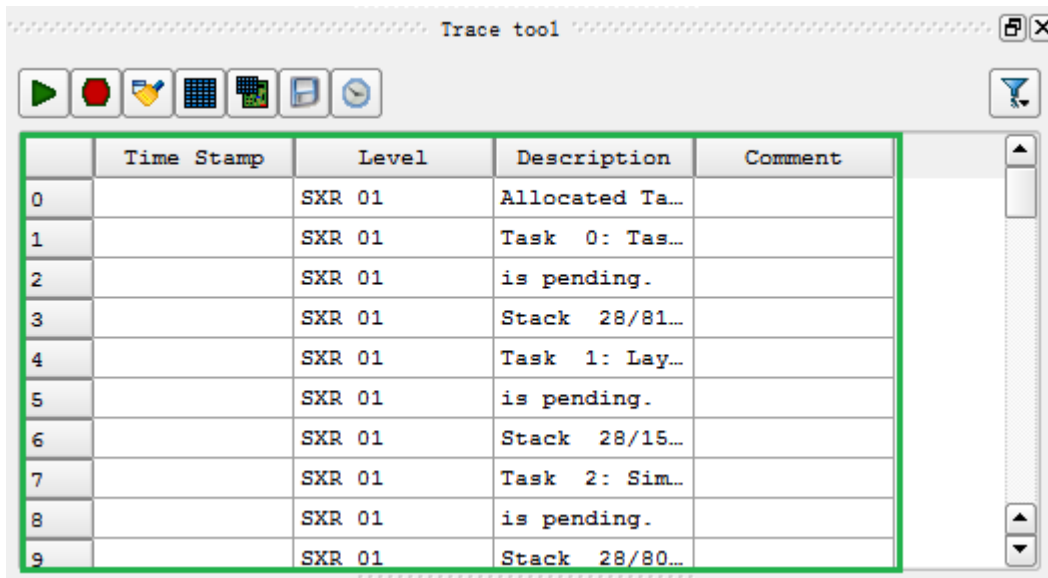 Trace tool
Time Stamp Level Description Comment
0 SXR 01 Allocated Ta…
1 SXR 01 Task  0: Tas…
2 SXR 01 is pending.
3 SXR 01 Stack  28/81…
4 SXR 01 Task  1: Lay…
5 SXR 01 is pending.
6 SXR 01 Stack  28/15…
7 SXR 01 Task  2: Sim…
8 SXR 01 is pending.
9 SXR 01 Stack  28/80…